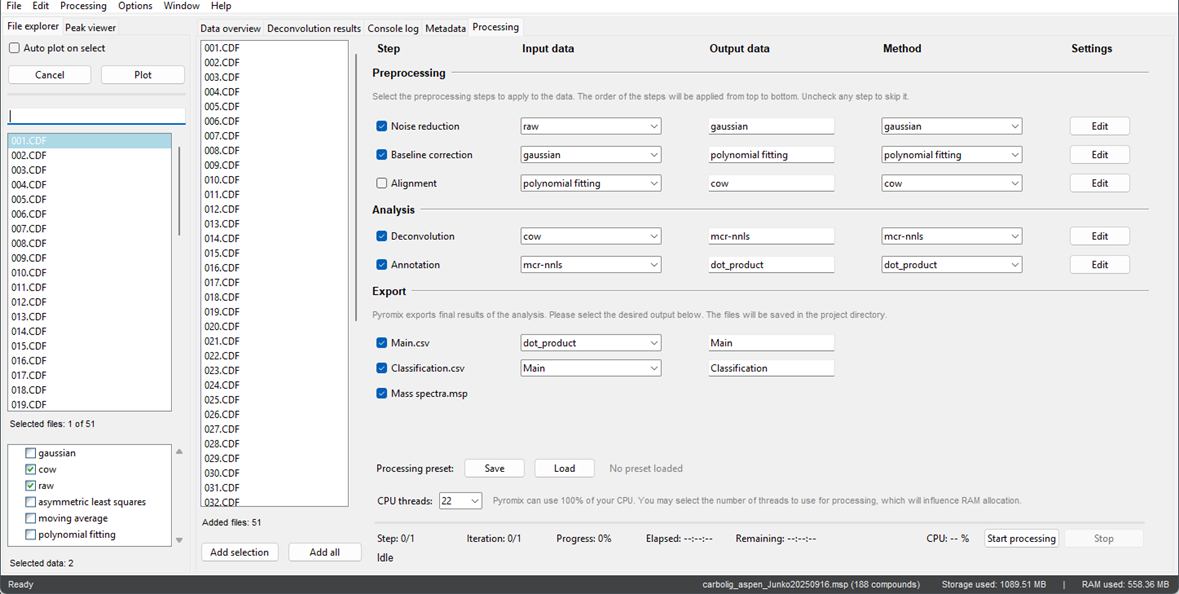 File Edit Processing Options Window Help
File explorer Peak viewer
Auto plot on select
Cancel Plot
001.CDF
002.CDF
003.CDF
004.CDF
005.CDF
006.CDF
007.CDF
008.CDF
009.CDF
010.CDF
011.CDF
012.CDF
013.CDF
014.CDF
015.CDF
016.CDF
017.CDF
018.CDF
019.CDF
Selected files: 1 of 51
gaussian
cow
raw
asymmetric least squares
moving average
polynomial fitting
Selected data: 2
Data overview Deconvolution results Console log Metadata Processing
001.CDF
002.CDF
003.CDF
004.CDF
005.CDF
006.CDF
007.CDF
008.CDF
009.CDF
010.CDF
011.CDF
012.CDF
013.CDF
014.CDF
015.CDF
016.CDF
017.CDF
018.CDF
019.CDF
020.CDF
021.CDF
022.CDF
023.CDF
024.CDF
025.CDF
026.CDF
027.CDF
028.CDF
029.CDF
030.CDF
031.CDF
032.CDF
Added files: 51
Add selection Add all
Step Input data Output data Method Settings
Preprocessing
Select the preprocessing steps to apply to the data. The order of the steps will be applied from top to bottom. Uncheck any step to skip it.
Noise reduction raw gaussian gaussian Edit
Baseline correction gaussian polynomial fitting polynomial fitting Edit
Alignment polynomial fitting cow cow Edit
Analysis
Deconvolution cow mcr-nnls mcr-nnls Edit
Annotation mcr-nnls dot_product dot_product Edit
Export
Pyromix exports final results of the analysis. Please select the desired output below. The files will be saved in the project directory.
Main.csv dot_product Main
Classification.csv Main Classification
Mass spectra.msp
Processing preset: Save Load No preset loaded
CPU threads: 22 Pyromix can use 100% of your CPU. You may select the number of threads to use for processing, which will influence RAM allocation.
Step: 0/1 Iteration: 0/1 Progress: 0% Elapsed: --:--:-- Remaining: --:--:-- CPU: -- % Start processing Stop
Idle
Ready carbolig_aspen_Junko20250916.msp (188 compounds) Storage used: 1089.51 MB | RAM used: 558.36 MB